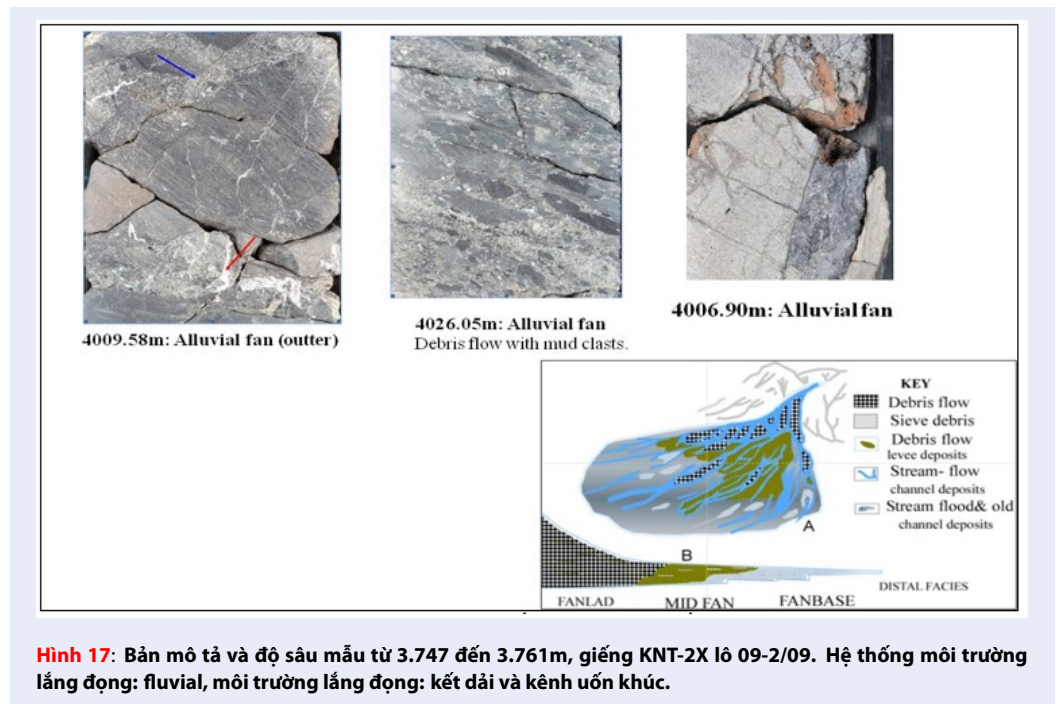 4009.58m: Alluvial fan (outter)
4026.05m: Alluvial fan
Debris flow with mud clasts.
4006.90m: Alluvial fan
KEY
Debris flow
Sieve debris
Debris flow
levee deposits
Stream- flow
channel deposits
Stream flood& old
channel deposits
A
B
DISTAL FACIES
FANLAD
MID FAN
FANBASE
Hình 17: Bản mô tả và độ sâu mẫu từ 3.747 đến 3.761m, giếng KNT-2X lô 09-2/09. Hệ thống môi trường
lắng đọng: fluvial, môi trường lắng đọng: kết dải và kênh uốn khúc.